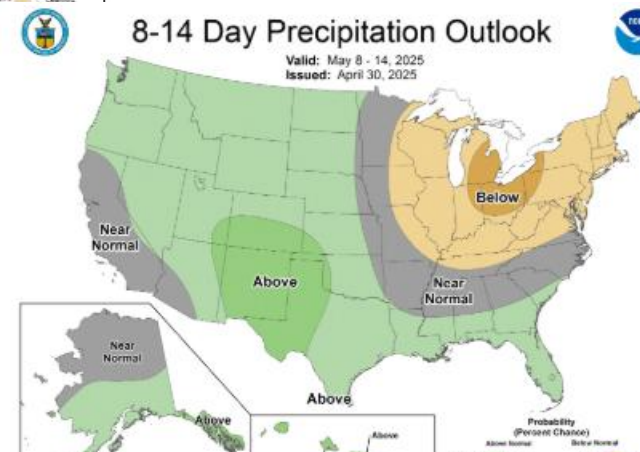 8-14 Day Precipitation Outlook
Valid: May 8 - 14, 2025
Issued: April 30, 2025
Below
Near
Normal
Above
Near
Normal
Near
Normal
Above
Above
Above
Probability
(Percent Chance)
Above Normal
Below Normal